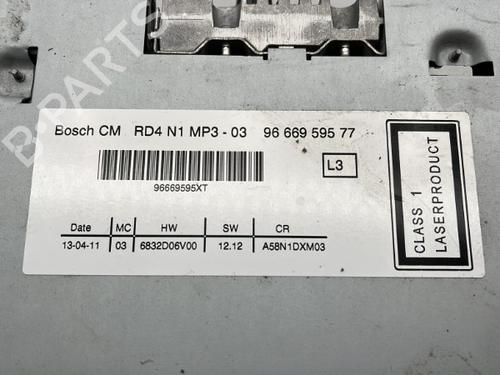 Bosch CM RD4 N1 MP3 - 03 96 669 595 77
L3
96669595XT
Date MC HW SW CR
13-04-11 03 6832D06V00 12.12 A58N1DXM03
CLASS 1
LASERPRODUCT
B-PARTS